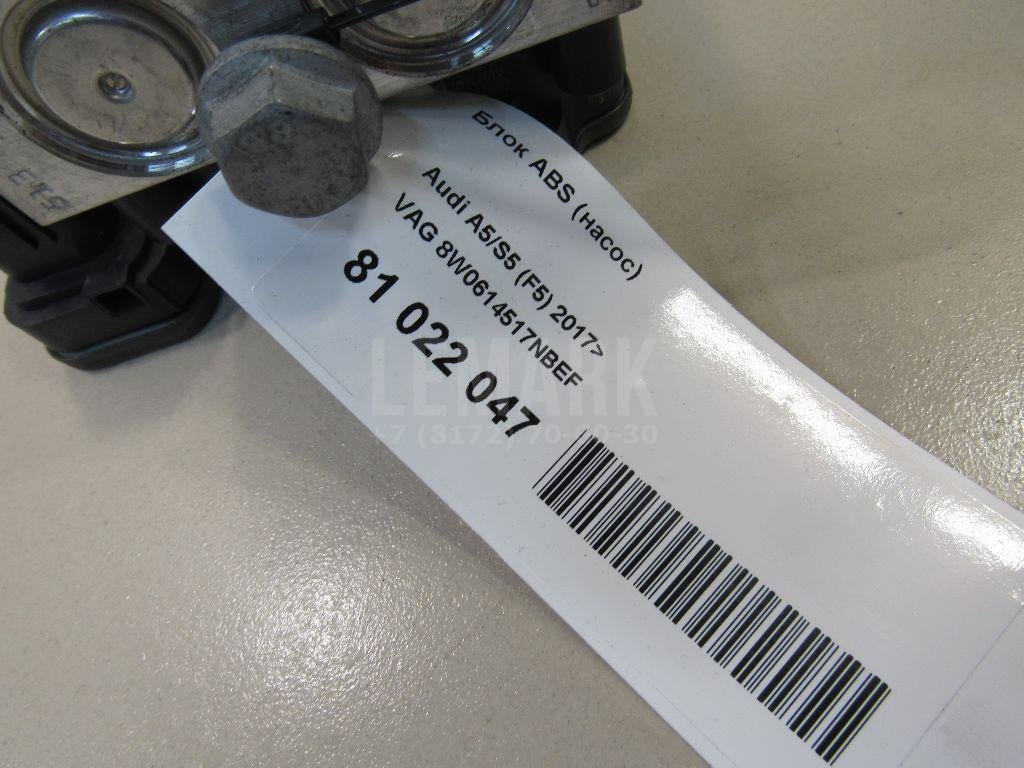 Блок ABS (насос)
Audi A5/S5 (F5) 2017>
VAG 8W0614517NBEF
81 022 047
LEMARK